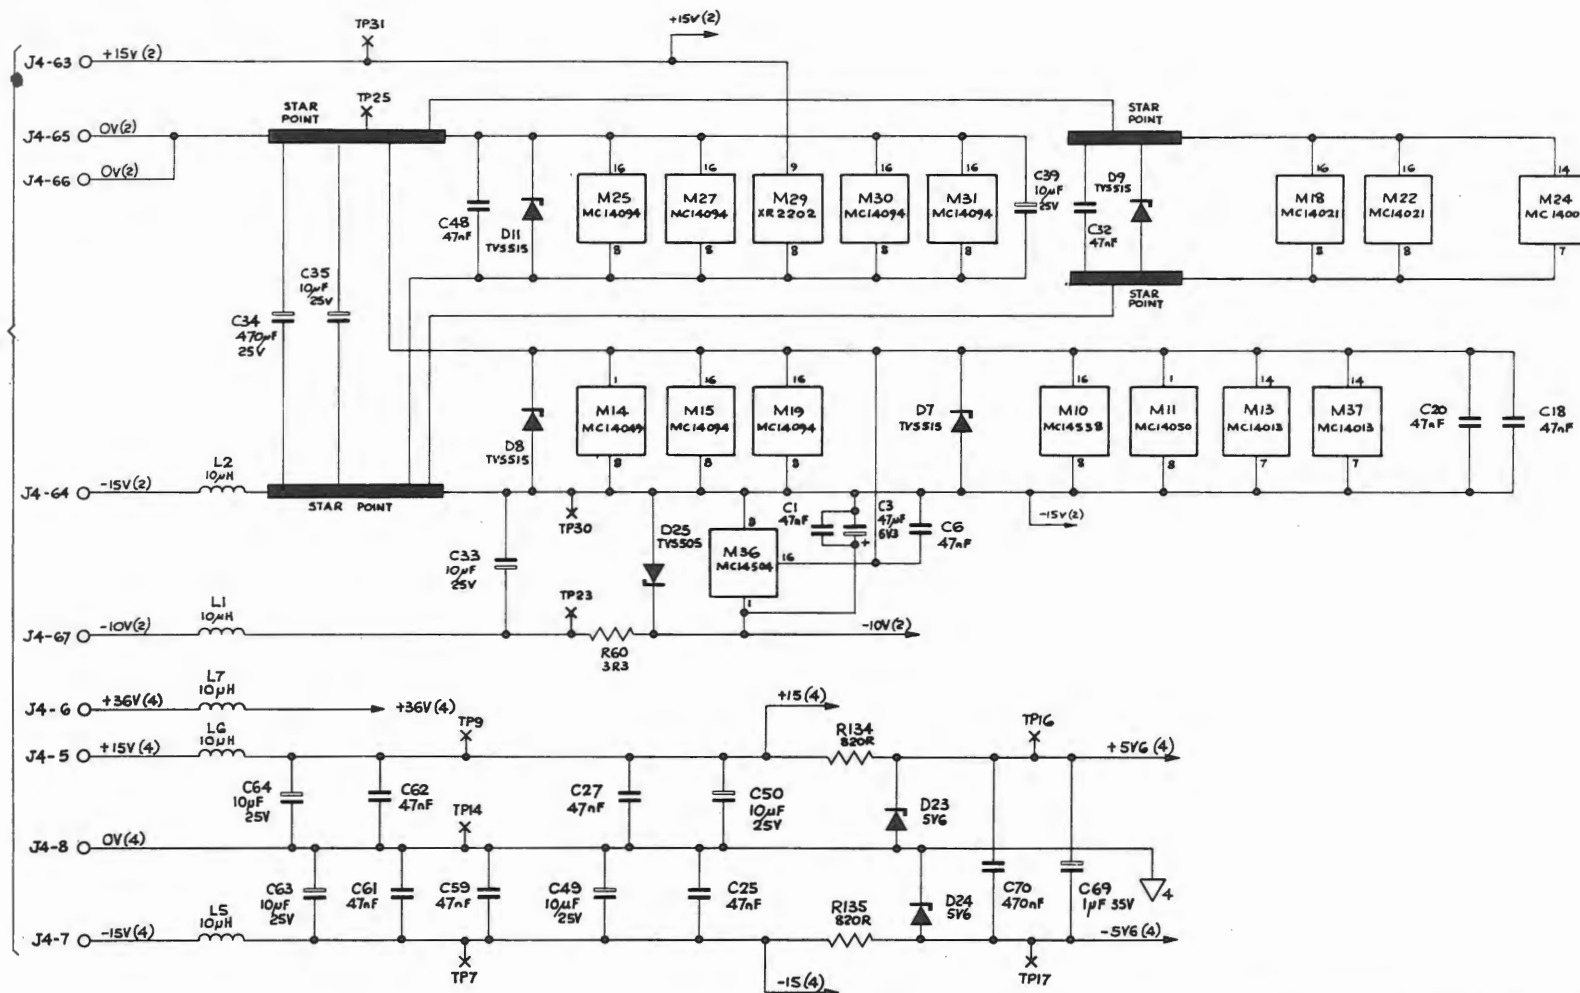 TP31
+15V(2)
J4-63 +15V(2)
STAR POINT
TP25
STAR POINT
J4-65 0V(2)
J4-66 0V(2)
C48 47nF
D11 TVS515
16 M25 MC14094 8
16 M27 MC14094 8
9 M29 XR2202 8
16 M30 MC14094 8
16 M31 MC14094 8
C39 10µF 25V
D9 TVS515
C32 47nF
16 M18 MC14021 8
16 M22 MC14021 8
14 M24 MC1400 7
STAR POINT
C35 10µF 25V
C34 470µF 25V
D8 TVS515
1 M14 MC14049 8
16 M15 MC14094 8
16 M19 MC14094 8
D7 TVS515
16 M10 MC14538 8
1 M11 MC14050 8
14 M13 MC14013 7
14 M37 MC14013 7
C20 47nF
C18 47nF
J4-64 -15V(2)
L2 10µH
STAR POINT
TP30
-15V(2)
C33 10µF 25V
D25 TVS505
8 M36 MC14504 16 1
C1 47nF
C3 47µF 6V3 +
C6 47nF
J4-67 -10V(2)
L1 10µH
TP23
R60 3R3
-10V(2)
J4-6 +36V(4)
L7 10µH
+36V(4)
J4-5 +15V(4)
L6 10µH
TP9
+15(4)
R134 820R
TP16
+5V6(4)
C64 10µF 25V
C62 47nF
TP14
C27 47nF
C50 10µF 25V
D23 5V6
J4-8 0V(4)
C63 10µF 25V
C61 47nF
C59 47nF
C49 10µF 25V
C25 47nF
R135 820R
D24 5V6
C70 470nF
C69 1µF 35V
4
J4-7 -15V(4)
L5 10µH
TP7
-15(4)
TP17
-5V6(4)